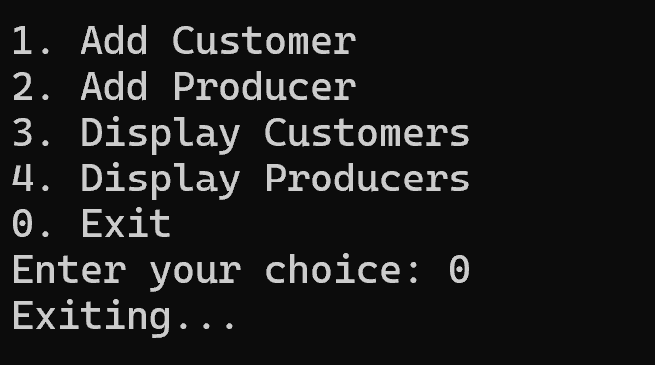 1. Add Customer
2. Add Producer
3. Display Customers
4. Display Producers
0. Exit
Enter your choice: 0
Exiting...